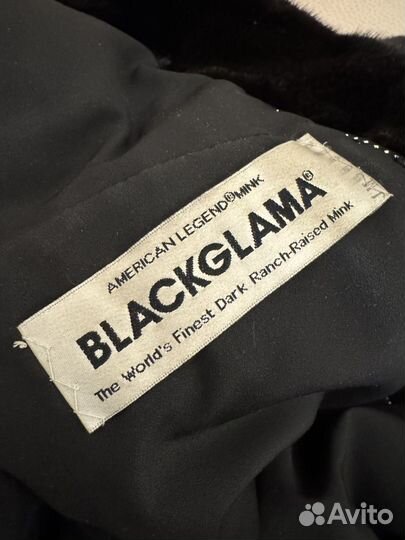 AMERICAN LEGEND® MINK
BLACKGLAMA®
The World's Finest Dark Ranch-Raised Mink
Avito